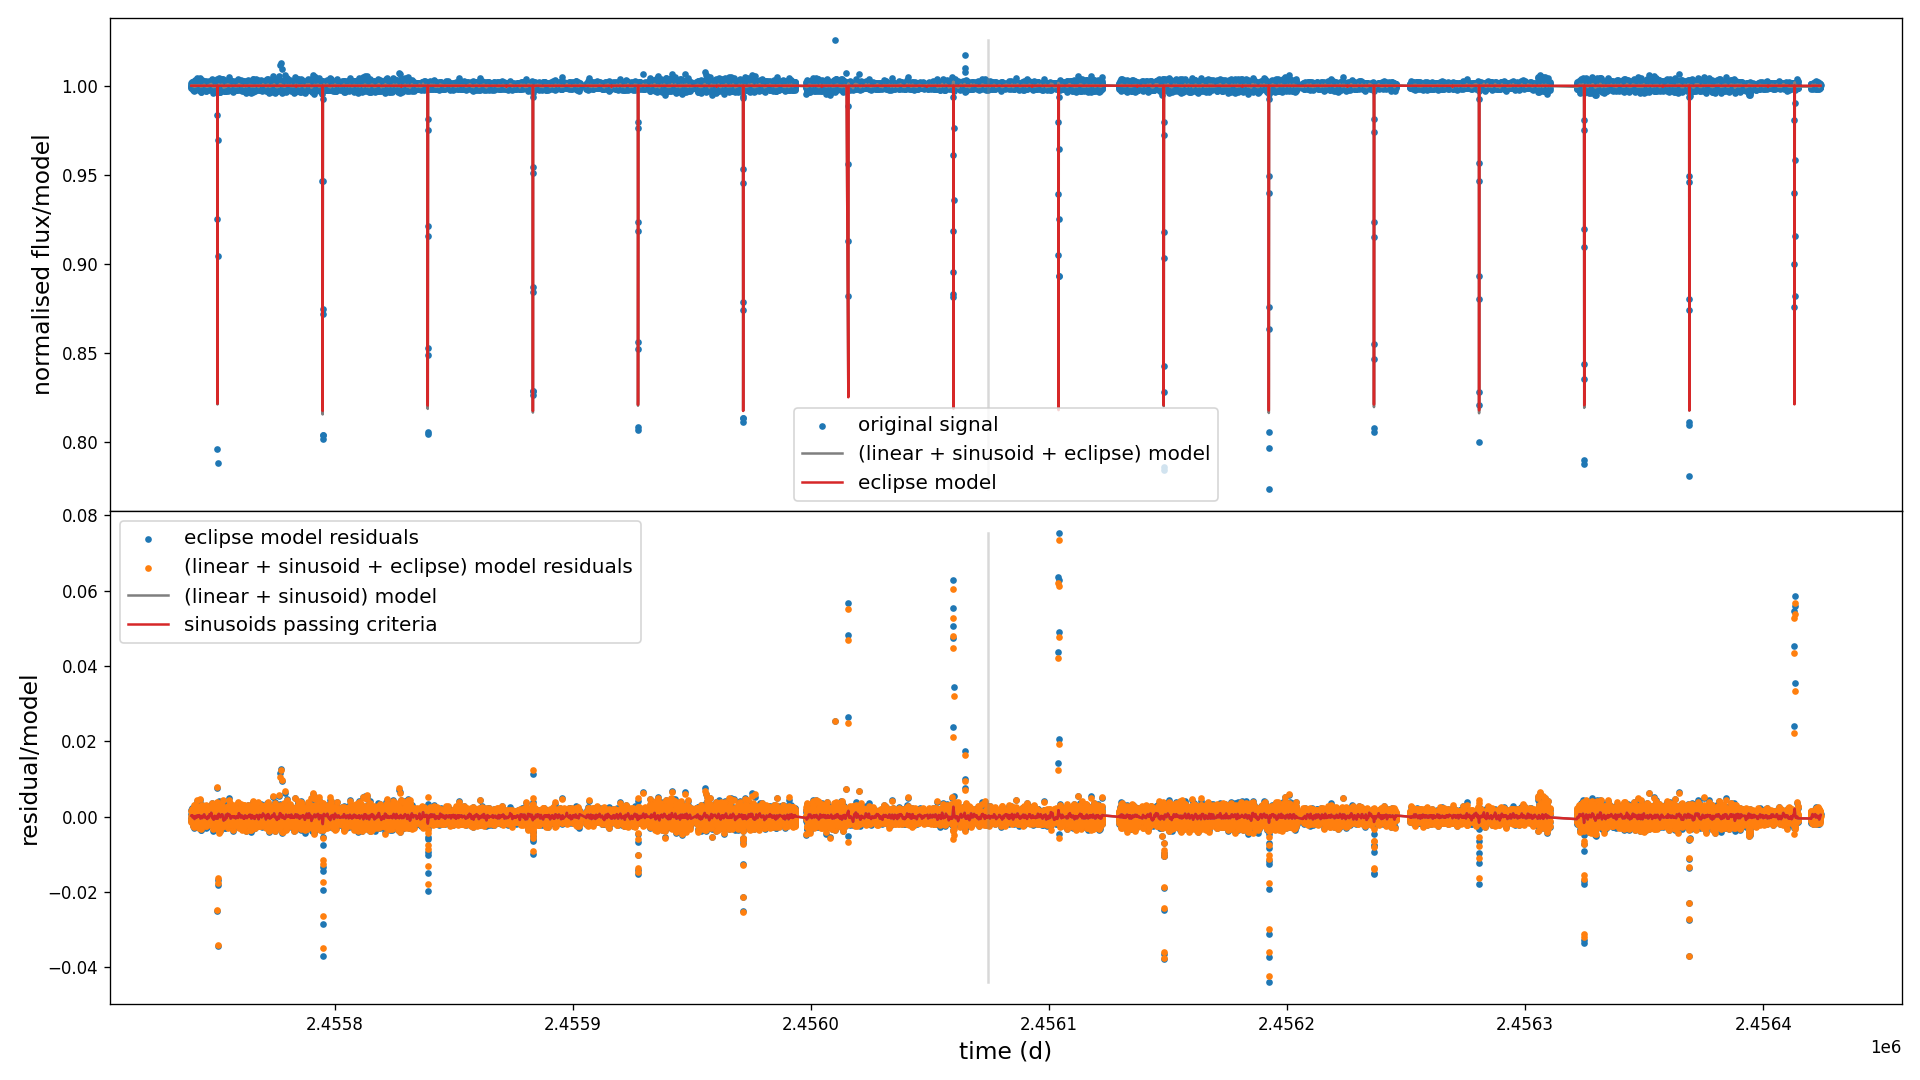 normalised flux/model
1.00
0.95
0.90
0.85
0.80
original signal
(linear + sinusoid + eclipse) model
eclipse model
residual/model
0.08
0.06
0.04
0.02
0.00
−0.02
−0.04
eclipse model residuals
(linear + sinusoid + eclipse) model residuals
(linear + sinusoid) model
sinusoids passing criteria
2.4558 2.4559 2.4560 2.4561 2.4562 2.4563 2.4564
time (d)
1e6